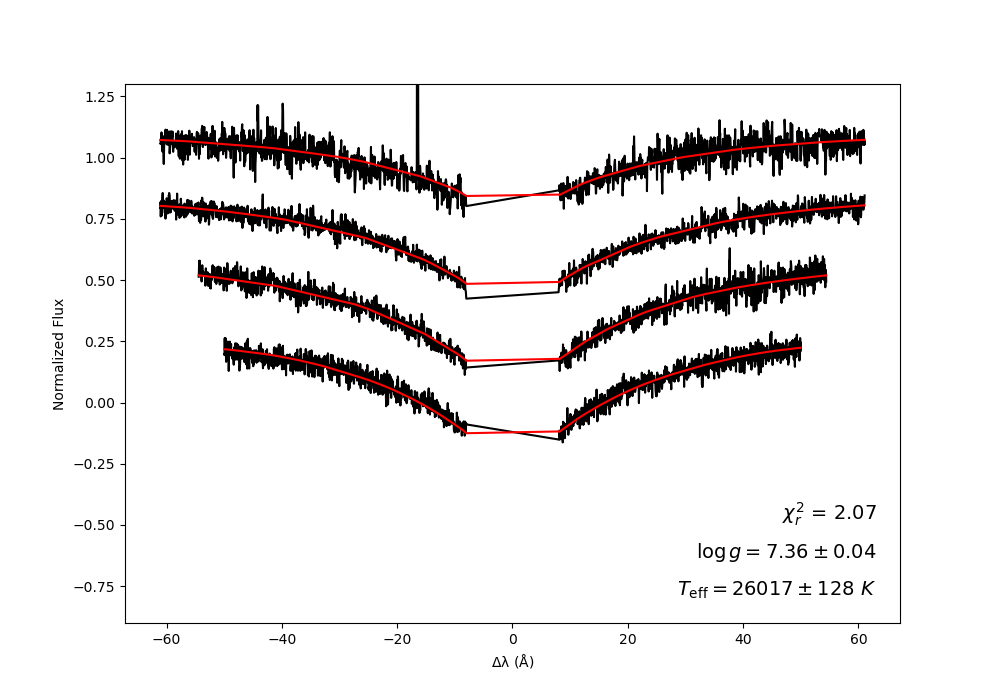 1.25
1.00
0.75
0.50
0.25
0.00
−0.25
−0.50
−0.75
Normalized Flux
χ²ᵣ = 2.07
log g = 7.36 ± 0.04
T_eff = 26017 ± 128 K
−60 −40 −20 0 20 40 60
Δλ (Å)